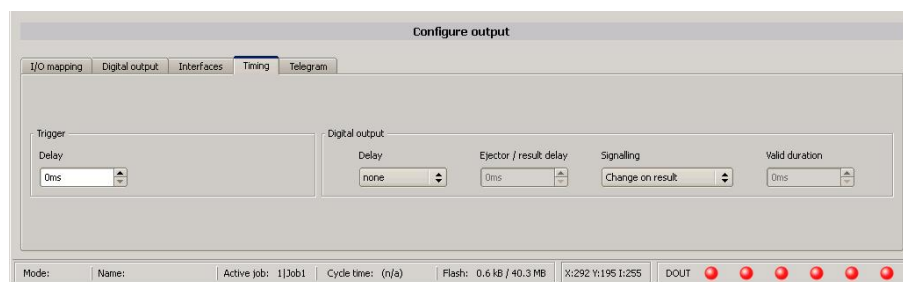 Configure output
I/O mapping Digital output Interfaces Timing Telegram
Trigger Digital output
Delay Delay Ejector / result delay Signalling Valid duration
0ms none 0ms Change on result 0ms
Mode: Name: Active job: 1|Job1 Cycle time: (n/a) Flash: 0.6 kB / 40.3 MB X:292 Y:195 I:255 DOUT